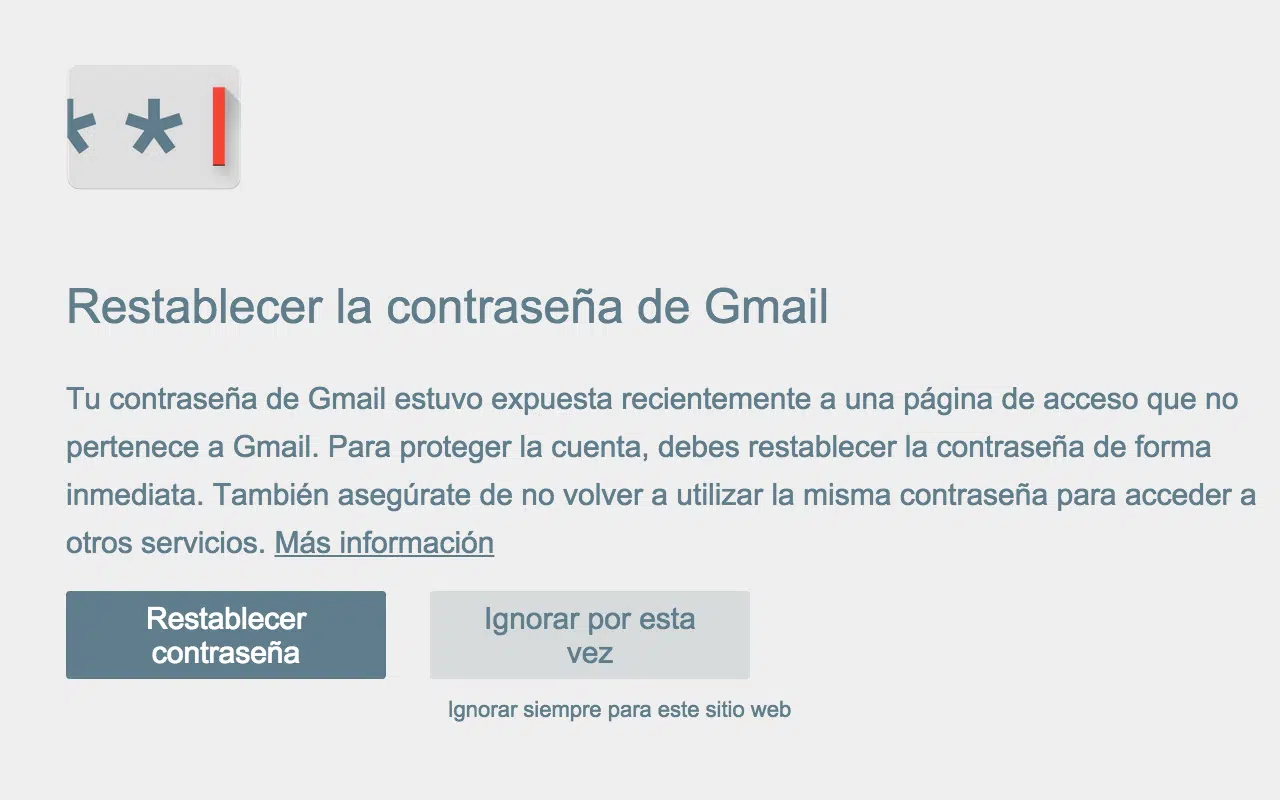 Restablecer la contraseña de Gmail
Tu contraseña de Gmail estuvo expuesta recientemente a una página de acceso que no
pertenece a Gmail. Para proteger la cuenta, debes restablecer la contraseña de forma
inmediata. También asegúrate de no volver a utilizar la misma contraseña para acceder a
otros servicios. Más información
Restablecer
contraseña
Ignorar por esta
vez
Ignorar siempre para este sitio web